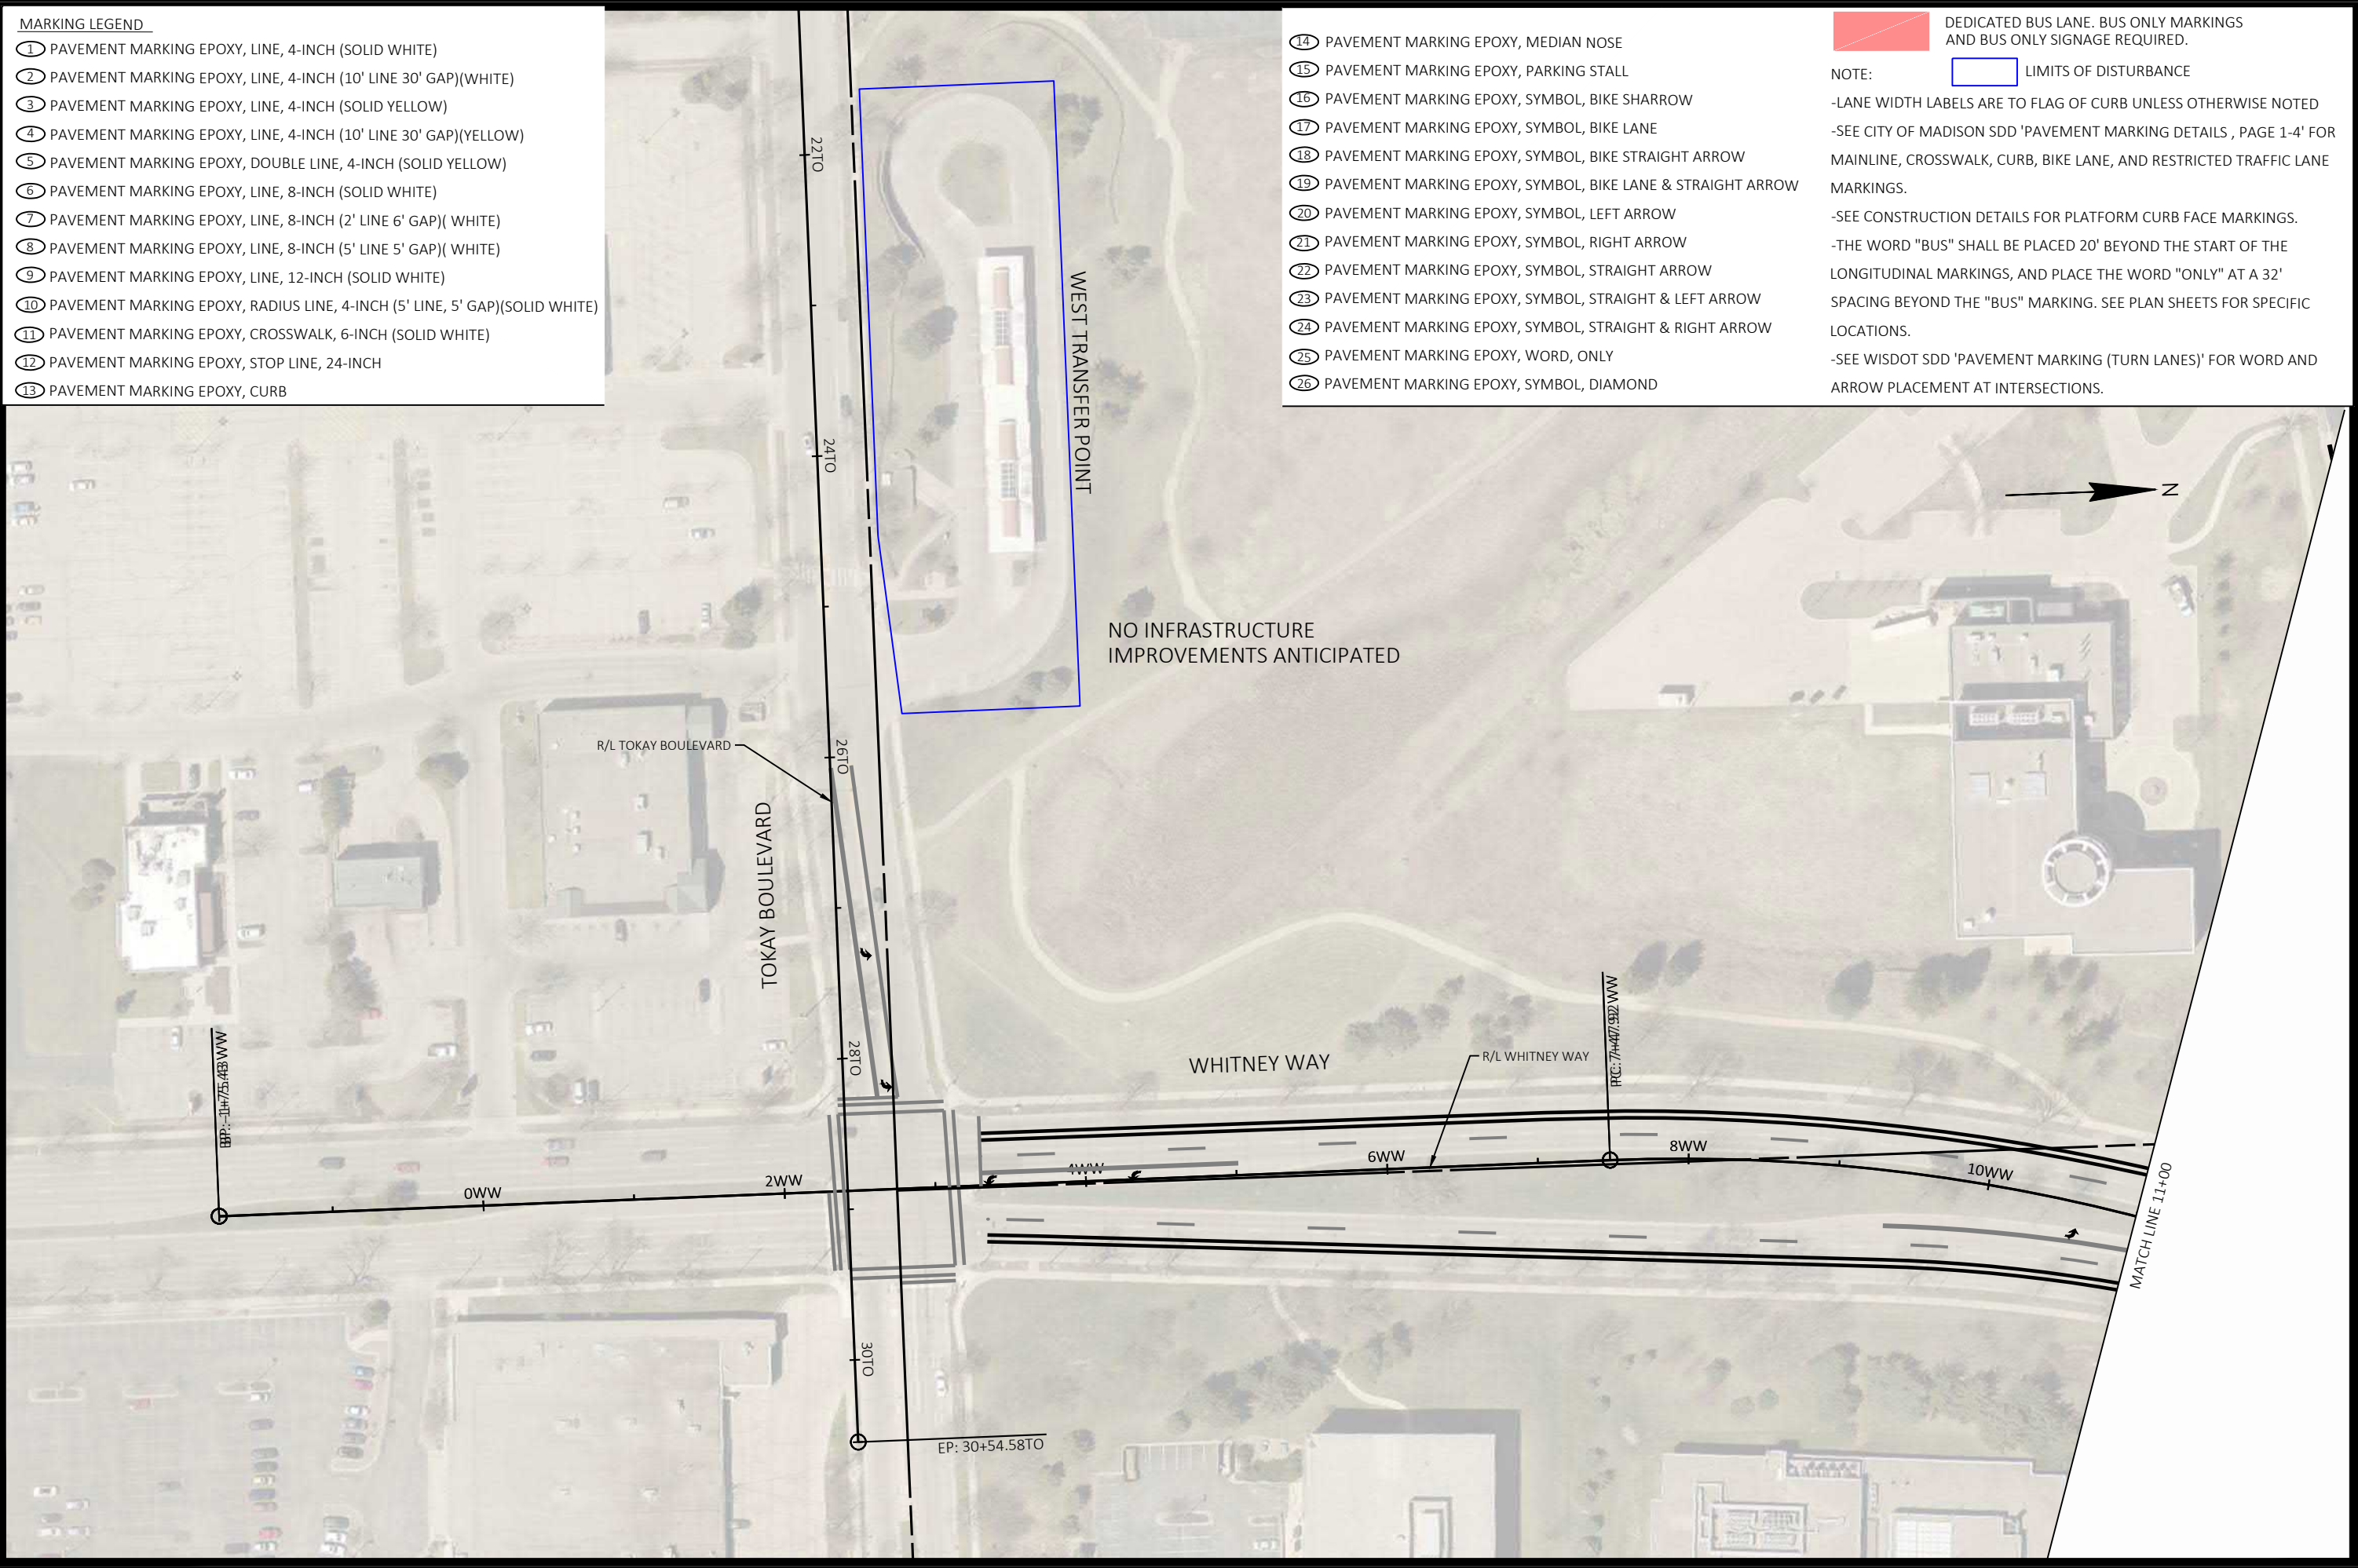 MARKING LEGEND
1 PAVEMENT MARKING EPOXY, LINE, 4-INCH (SOLID WHITE)
2 PAVEMENT MARKING EPOXY, LINE, 4-INCH (10' LINE 30' GAP)(WHITE)
3 PAVEMENT MARKING EPOXY, LINE, 4-INCH (SOLID YELLOW)
4 PAVEMENT MARKING EPOXY, LINE, 4-INCH (10' LINE 30' GAP)(YELLOW)
5 PAVEMENT MARKING EPOXY, DOUBLE LINE, 4-INCH (SOLID YELLOW)
6 PAVEMENT MARKING EPOXY, LINE, 8-INCH (SOLID WHITE)
7 PAVEMENT MARKING EPOXY, LINE, 8-INCH (2' LINE 6' GAP)( WHITE)
8 PAVEMENT MARKING EPOXY, LINE, 8-INCH (5' LINE 5' GAP)( WHITE)
9 PAVEMENT MARKING EPOXY, LINE, 12-INCH (SOLID WHITE)
10 PAVEMENT MARKING EPOXY, RADIUS LINE, 4-INCH (5' LINE, 5' GAP)(SOLID WHITE)
11 PAVEMENT MARKING EPOXY, CROSSWALK, 6-INCH (SOLID WHITE)
12 PAVEMENT MARKING EPOXY, STOP LINE, 24-INCH
13 PAVEMENT MARKING EPOXY, CURB
14 PAVEMENT MARKING EPOXY, MEDIAN NOSE
15 PAVEMENT MARKING EPOXY, PARKING STALL
16 PAVEMENT MARKING EPOXY, SYMBOL, BIKE SHARROW
17 PAVEMENT MARKING EPOXY, SYMBOL, BIKE LANE
18 PAVEMENT MARKING EPOXY, SYMBOL, BIKE STRAIGHT ARROW
19 PAVEMENT MARKING EPOXY, SYMBOL, BIKE LANE & STRAIGHT ARROW
20 PAVEMENT MARKING EPOXY, SYMBOL, LEFT ARROW
21 PAVEMENT MARKING EPOXY, SYMBOL, RIGHT ARROW
22 PAVEMENT MARKING EPOXY, SYMBOL, STRAIGHT ARROW
23 PAVEMENT MARKING EPOXY, SYMBOL, STRAIGHT & LEFT ARROW
24 PAVEMENT MARKING EPOXY, SYMBOL, STRAIGHT & RIGHT ARROW
25 PAVEMENT MARKING EPOXY, WORD, ONLY
26 PAVEMENT MARKING EPOXY, SYMBOL, DIAMOND
DEDICATED BUS LANE. BUS ONLY MARKINGS
AND BUS ONLY SIGNAGE REQUIRED.
NOTE:
LIMITS OF DISTURBANCE
-LANE WIDTH LABELS ARE TO FLAG OF CURB UNLESS OTHERWISE NOTED
-SEE CITY OF MADISON SDD 'PAVEMENT MARKING DETAILS , PAGE 1-4' FOR
MAINLINE, CROSSWALK, CURB, BIKE LANE, AND RESTRICTED TRAFFIC LANE
MARKINGS.
-SEE CONSTRUCTION DETAILS FOR PLATFORM CURB FACE MARKINGS.
-THE WORD "BUS" SHALL BE PLACED 20' BEYOND THE START OF THE
LONGITUDINAL MARKINGS, AND PLACE THE WORD "ONLY" AT A 32'
SPACING BEYOND THE "BUS" MARKING. SEE PLAN SHEETS FOR SPECIFIC
LOCATIONS.
-SEE WISDOT SDD 'PAVEMENT MARKING (TURN LANES)' FOR WORD AND
ARROW PLACEMENT AT INTERSECTIONS.
22TO
24TO
WEST TRANSFER POINT
N
NO INFRASTRUCTURE
IMPROVEMENTS ANTICIPATED
R/L TOKAY BOULEVARD
26TO
TOKAY BOULEVARD
28TO
WHITNEY WAY
R/L WHITNEY WAY
0WW
2WW
4WW
6WW
8WW
10WW
MATCH LINE 11+00
30TO
EP: 30+54.58TO